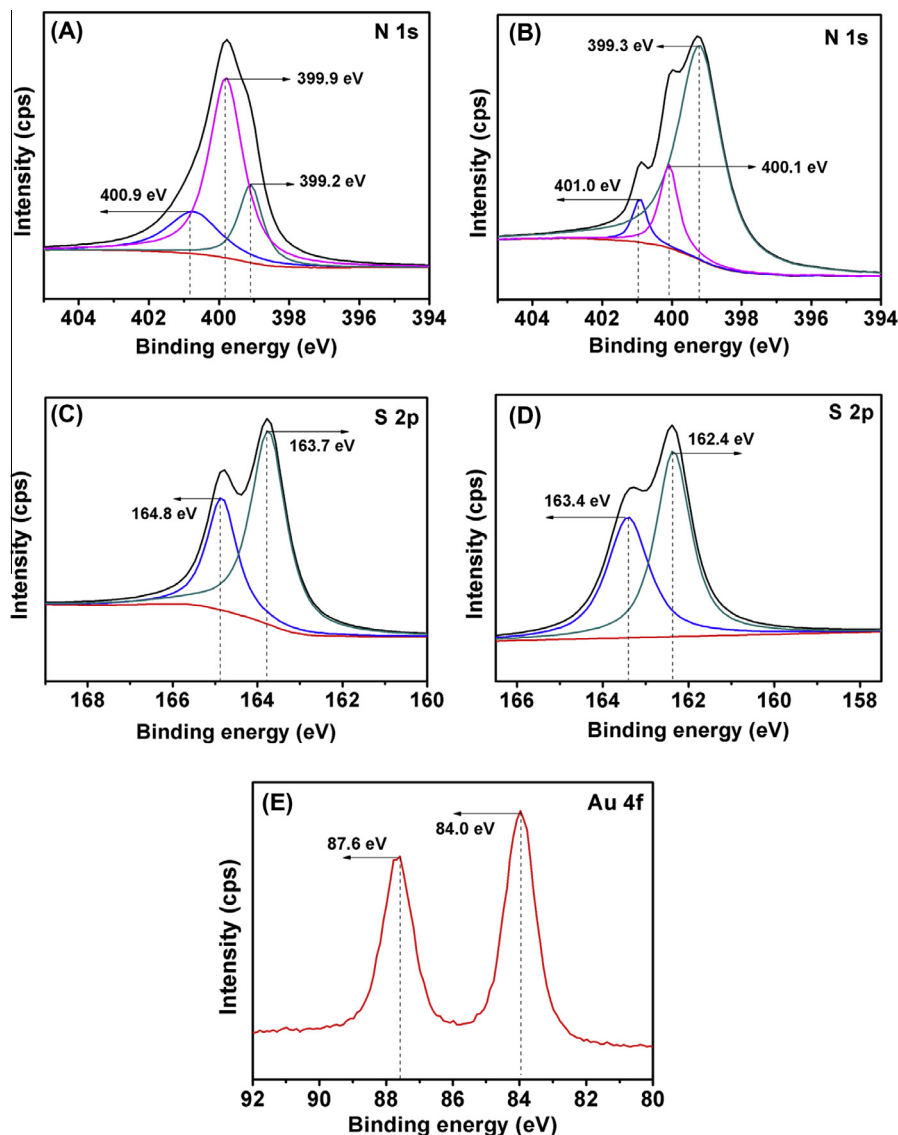 (A)
N 1s
399.9 eV
399.2 eV
400.9 eV
Intensity (cps)
404 402 400 398 396 394
Binding energy (eV)
(B)
N 1s
399.3 eV
400.1 eV
401.0 eV
Intensity (cps)
404 402 400 398 396 394
Binding energy (eV)
(C)
S 2p
163.7 eV
164.8 eV
Intensity (cps)
168 166 164 162 160
Binding energy (eV)
(D)
S 2p
162.4 eV
163.4 eV
Intensity (cps)
166 164 162 160 158
Binding energy (eV)
(E)
Au 4f
84.0 eV
87.6 eV
Intensity (cps)
92 90 88 86 84 82 80
Binding energy (eV)